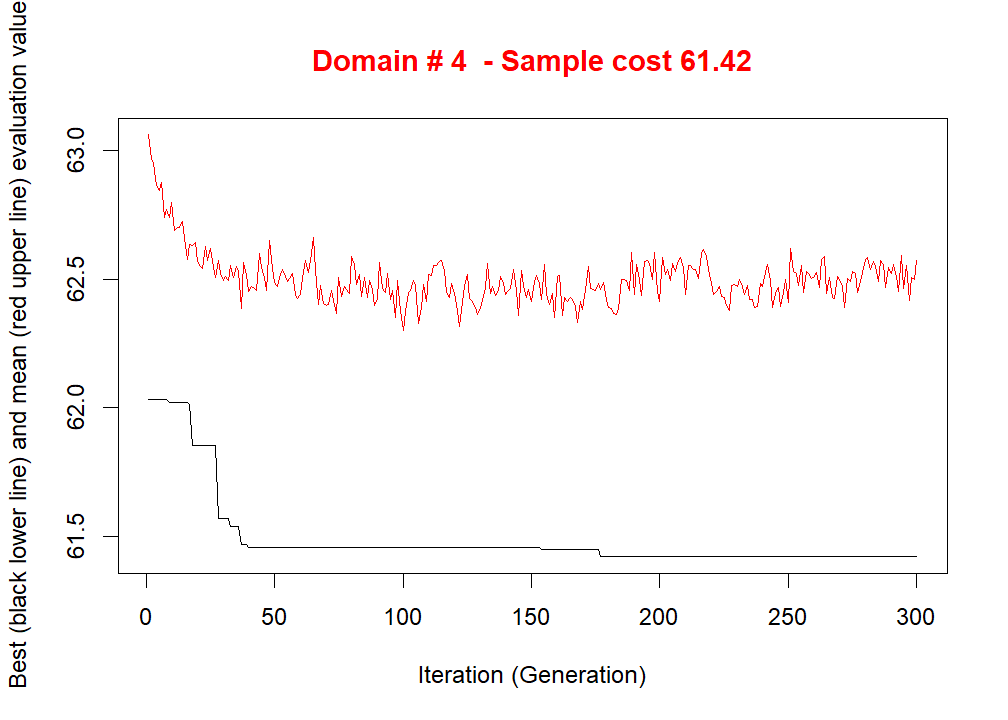 Domain # 4  - Sample cost 61.42
Best (black lower line) and mean (red upper line) evaluation value
63.0
62.5
62.0
61.5
0 50 100 150 200 250 300
Iteration (Generation)